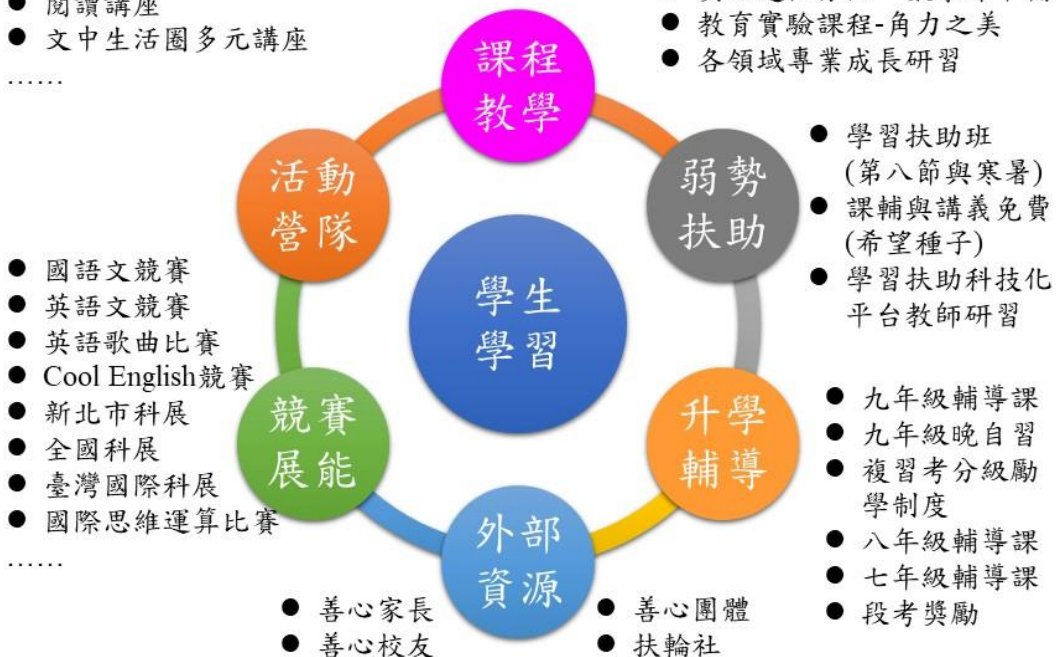 閱讀講座
● 文中生活圈多元講座
……
● 教育實驗課程-角力之美
● 各領域專業成長研習
課程
教學
弱勢
扶助
● 學習扶助班
(第八節與寒暑)
● 課輔與講義免費
(希望種子)
● 學習扶助科技化
平台教師研習
活動
營隊
學生
學習
● 國語文競賽
● 英語文競賽
● 英語歌曲比賽
● Cool English競賽
● 新北市科展
● 全國科展
● 臺灣國際科展
● 國際思維運算比賽
……
競賽
展能
升學
輔導
● 九年級輔導課
● 九年級晚自習
● 複習考分級勵
學制度
● 八年級輔導課
● 七年級輔導課
● 段考獎勵
外部
資源
● 善心家長
● 善心校友
● 善心團體
● 扶輪社